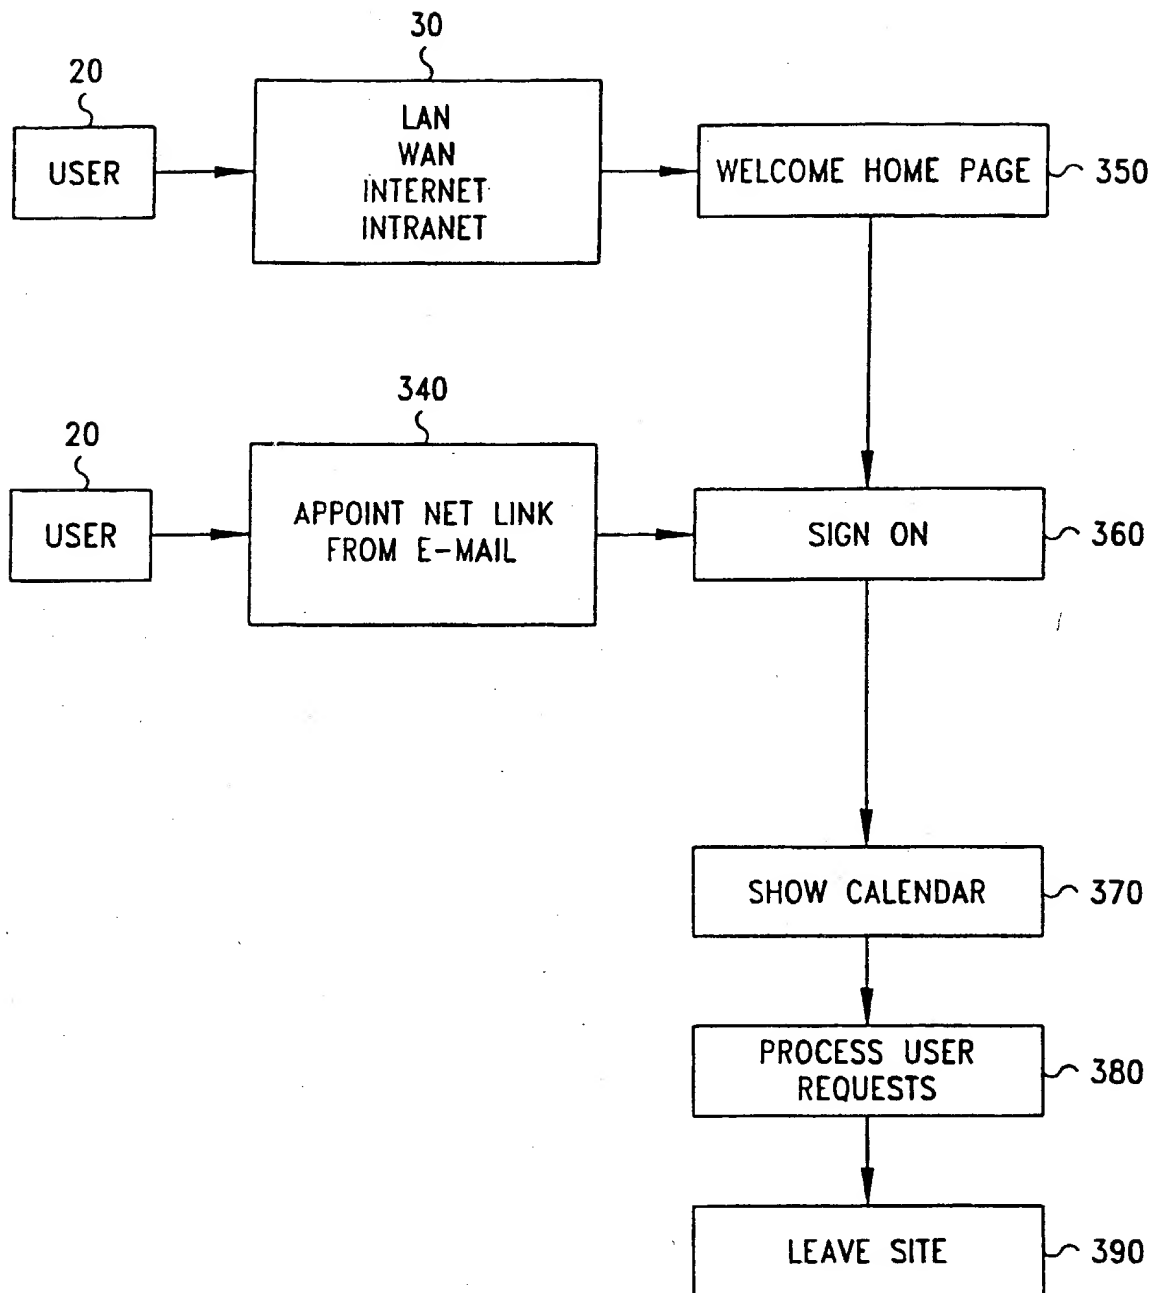 30
20
LAN
WAN
INTERNET
INTRANET
USER
WELCOME HOME PAGE
350
340
20
APPOINT NET LINK
FROM E-MAIL
USER
SIGN ON
360
SHOW CALENDAR
370
PROCESS USER
REQUESTS
380
LEAVE SITE
390